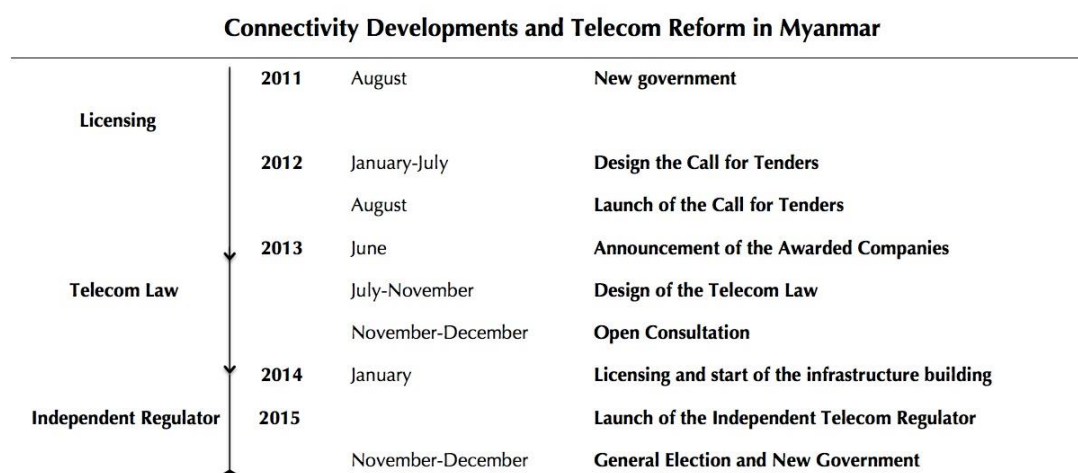 Connectivity Developments and Telecom Reform in Myanmar
2011 August New government
Licensing
2012 January-July Design the Call for Tenders
August Launch of the Call for Tenders
2013 June Announcement of the Awarded Companies
Telecom Law July-November Design of the Telecom Law
November-December Open Consultation
2014 January Licensing and start of the infrastructure building
Independent Regulator 2015 Launch of the Independent Telecom Regulator
November-December General Election and New Government